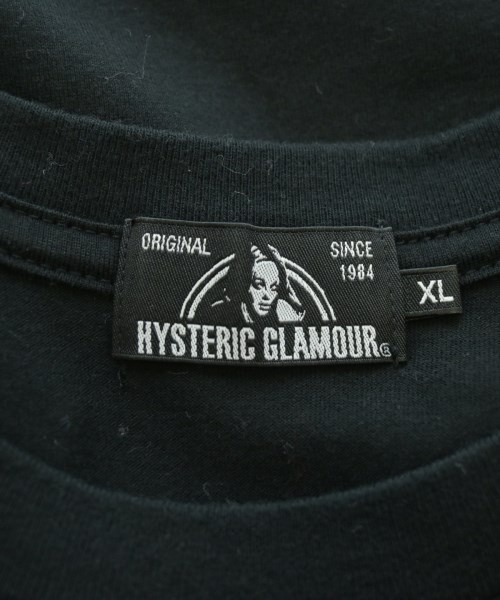 ORIGINAL SINCE
1984
XL
HYSTERIC GLAMOUR®